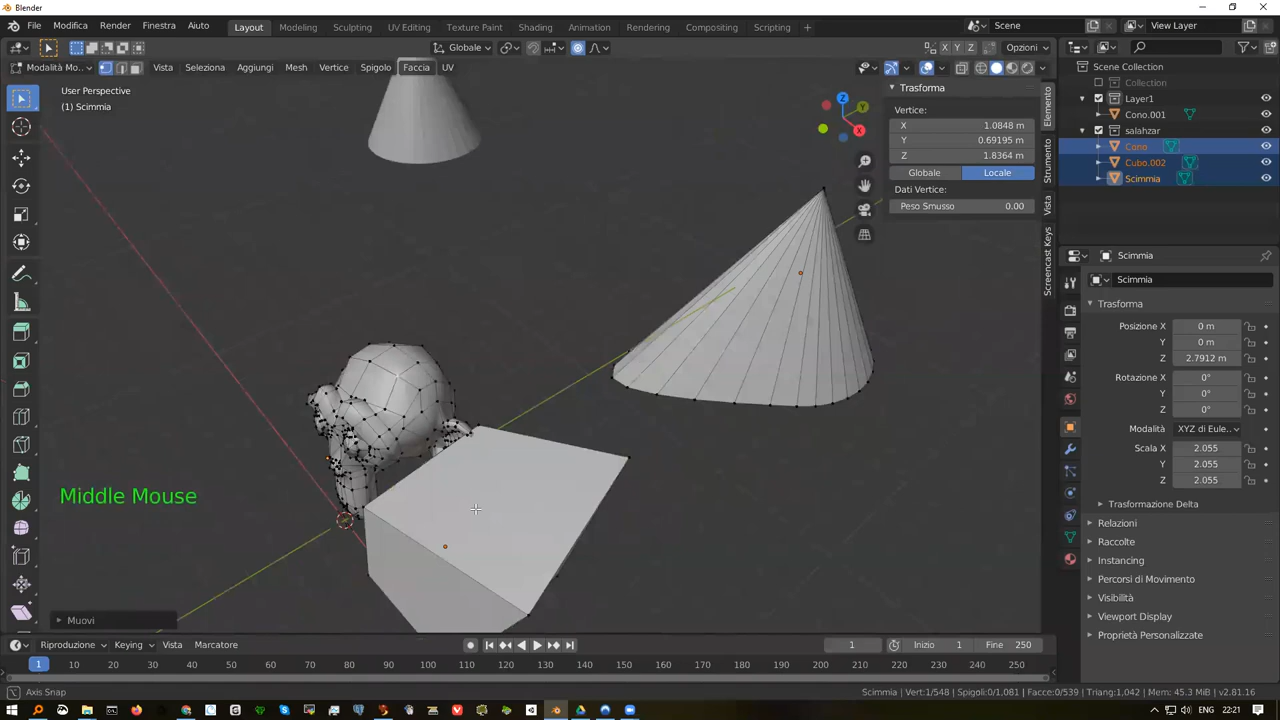 Blender
File Modifica Render Finestra Aiuto Layout Modeling Sculpting UV Editing Texture Paint Shading Animation Rendering Compositing Scripting Scene View Layer
Globale Opzioni
Modalità Mo... Vista Seleziona Aggiungi Mesh Vertice Spigolo Faccia UV
User Perspective
(1) Scimmia
Z
Y
X
Middle Mouse
Muovi
Trasforma
Vertice:
X 1.0848 m
Y 0.69195 m
Z 1.8364 m
Globale Locale
Dati Vertice:
Peso Smusso 0.00
Elemento
Strumento
Vista
Screencast Keys
Scene Collection
Collection
Layer1
Cono.001
salahzar
Cono
Cubo.002
Scimmia
Scimmia
Scimmia
Trasforma
Posizione X 0 m
Y 0 m
Z 2.7912 m
Rotazione X 0°
Y 0°
Z 0°
Modalità XYZ di Eule..
Scala X 2.055
Y 2.055
Z 2.055
Trasformazione Delta
Relazioni
Raccolte
Instancing
Percorsi di Movimento
Visibilità
Viewport Display
Proprietà Personalizzate
Riproduzione Keying Vista Marcatore 1 Inizio 1 Fine 250
1 10 20 30 40 50 60 70 80 90 100 110 120 130 140 150 160 170 180 190 200 210 220 230 240 250
Axis Snap Scimmia | Vert:1/548 | Spigoli:0/1,081 | Facce:0/539 | Triang:1,042 | Mem: 45.3 MiB | v2.81.16
ENG 22:21